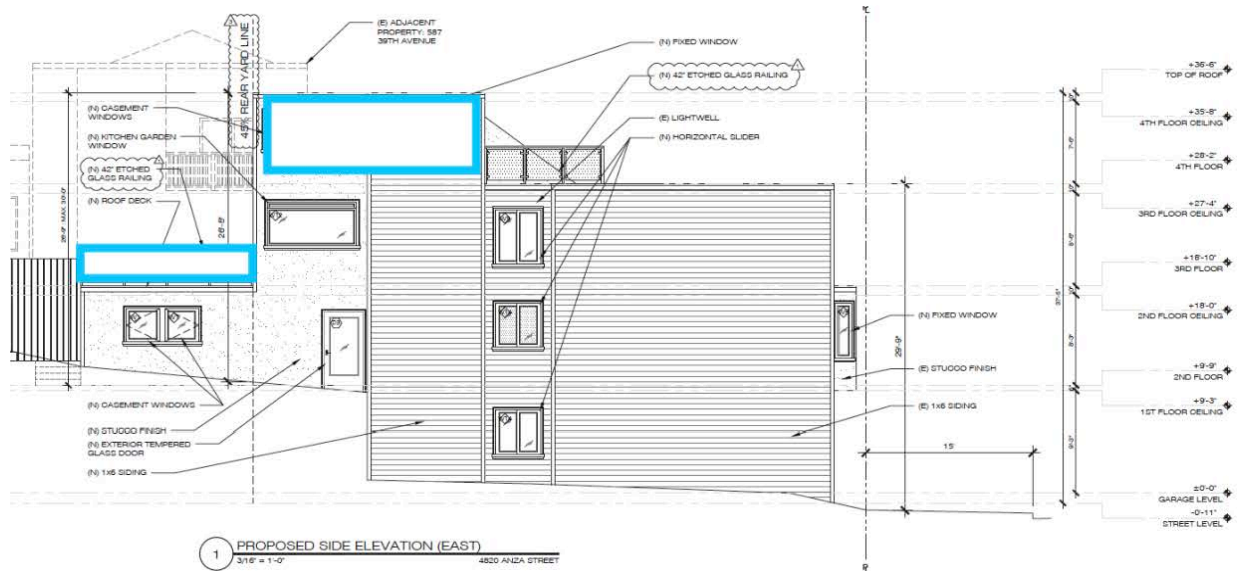 (E) ADJACENT
PROPERTY: 587
39TH AVENUE
45% REAR YARD LINE
(N) FIXED WINDOW
(N) 42" ETCHED GLASS RAILING
(E) LIGHTWELL
(N) HORIZONTAL SLIDER
(N) CASEMENT
WINDOWS
(N) KITCHEN GARDEN
WINDOW
(N) 42" ETCHED
GLASS RAILING
(N) ROOF DECK
(N) CASEMENT WINDOWS
(N) STUCCO FINISH
(N) EXTERIOR TEMPERED
GLASS DOOR
(N) 1x6 SIDING
(N) FIXED WINDOW
(E) STUCCO FINISH
(E) 1x6 SIDING
29'-9"
15'
+36'-6"
TOP OF ROOF
+35'-8"
4TH FLOOR CEILING
+28'-2"
4TH FLOOR
+27'-4"
3RD FLOOR CEILING
+18'-10"
3RD FLOOR
+18'-0"
2ND FLOOR CEILING
+9'-9"
2ND FLOOR
+9'-3"
1ST FLOOR CEILING
±0'-0"
GARAGE LEVEL
-0'-11"
STREET LEVEL
1
PROPOSED SIDE ELEVATION (EAST)
3/16" = 1'-0"
4820 ANZA STREET